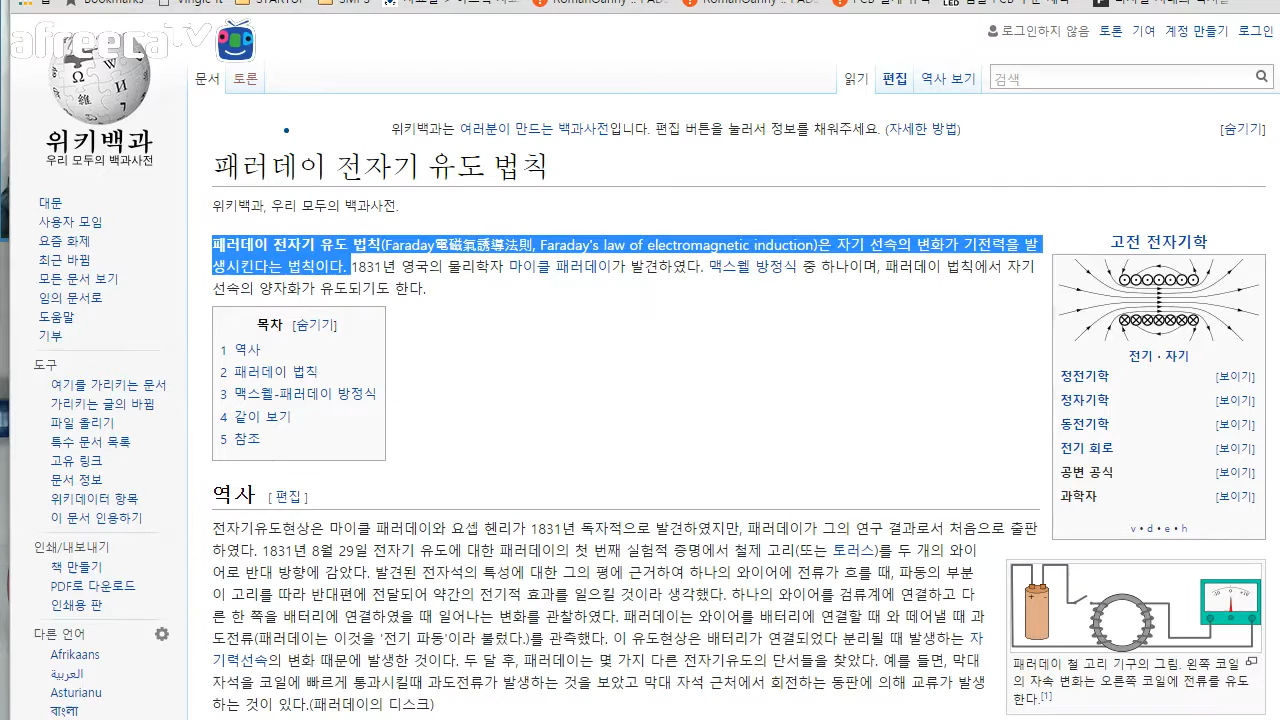 Bookmarks
afreecaTV
로그인하지 않음 토론 기여 계정 만들기 로그인
문서 토론
읽기 편집 역사 보기 검색
위키백과
우리 모두의 백과사전
위키백과는 여러분이 만드는 백과사전입니다. 편집 버튼을 눌러서 정보를 채워주세요. (자세한 방법) [숨기기]
패러데이 전자기 유도 법칙
위키백과, 우리 모두의 백과사전.
패러데이 전자기 유도 법칙(Faraday電磁氣誘導法則, Faraday's law of electromagnetic induction)은 자기 선속의 변화가 기전력을 발
생시킨다는 법칙이다. 1831년 영국의 물리학자 마이클 패러데이가 발견하였다. 맥스웰 방정식 중 하나이며, 패러데이 법칙에서 자기
선속의 양자화가 유도되기도 한다.
목차 [숨기기]
1 역사
2 패러데이 법칙
3 맥스웰-패러데이 방정식
4 같이 보기
5 참조
역사 [ 편집 ]
전자기유도현상은 마이클 패러데이와 요셉 헨리가 1831년 독자적으로 발견하였지만, 패러데이가 그의 연구 결과로서 처음으로 출판
하였다. 1831년 8월 29일 전자기 유도에 대한 패러데이의 첫 번째 실험적 증명에서 철제 고리(또는 토러스)를 두 개의 와이
어로 반대 방향에 감았다. 발견된 전자석의 특성에 대한 그의 평에 근거하여 하나의 와이어에 전류가 흐를 때, 파동의 부분
이 고리를 따라 반대편에 전달되어 약간의 전기적 효과를 일으킬 것이라 생각했다. 하나의 와이어를 검류계에 연결하고 다
른 한 쪽을 배터리에 연결하였을 때 일어나는 변화을 관찰하였다. 패러데이는 와이어를 배터리에 연결할 때 와 떼어낼 때 과
도전류(패러데이는 이것을 '전기 파동'이라 불렀다.)를 관측했다. 이 유도현상은 배터리가 연결되었다 분리될 때 발생하는 자
기력선속의 변화 때문에 발생한 것이다. 두 달 후, 패러데이는 몇 가지 다른 전자기유도의 단서들을 찾았다. 예를 들면, 막대
자석을 코일에 빠르게 통과시킬때 과도전류가 발생하는 것을 보았고 막대 자석 근처에서 회전하는 동판에 의해 교류가 발생
하는 것이 있다.(패러데이의 디스크)
고전 전자기학
전기 · 자기
정전기학 [보이기]
정자기학 [보이기]
동전기학 [보이기]
전기 회로 [보이기]
공변 공식 [보이기]
과학자 [보이기]
v • d • e • h
패러데이 철 고리 기구의 그림. 왼쪽 코일
의 자속 변화는 오른쪽 코일에 전류를 유도
한다.[1]
대문
사용자 모임
요즘 화제
최근 바뀜
모든 문서 보기
임의 문서로
도움말
기부
도구
여기를 가리키는 문서
가리키는 글의 바뀜
파일 올리기
특수 문서 목록
고유 링크
문서 정보
위키데이터 항목
이 문서 인용하기
인쇄/내보내기
책 만들기
PDF로 다운로드
인쇄용 판
다른 언어
Afrikaans
العربية
Asturianu
বাংলা